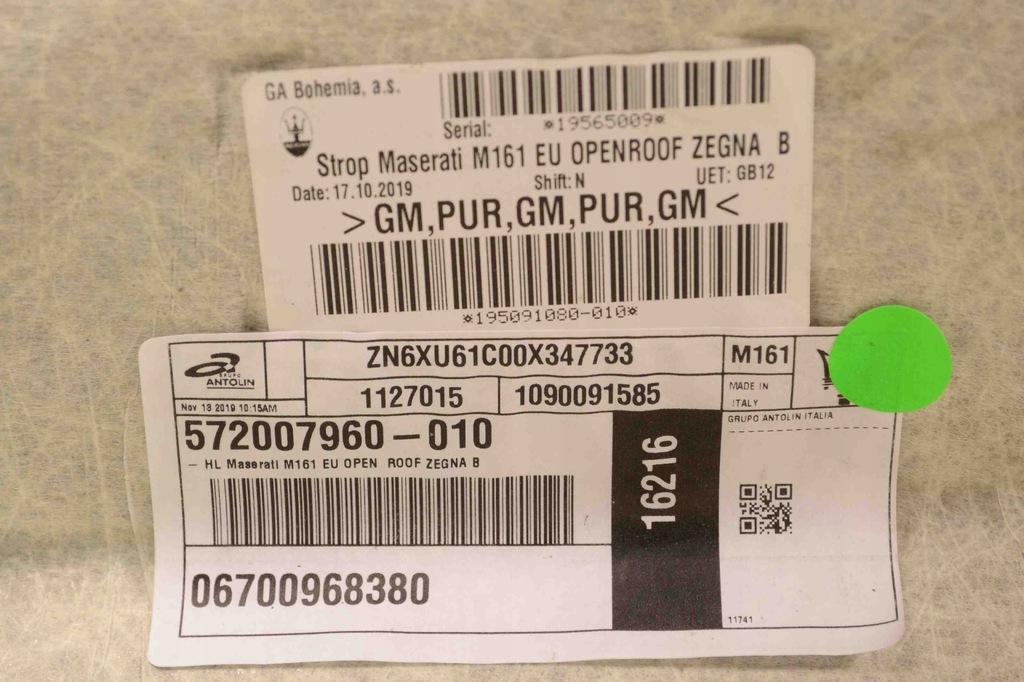 GA Bohemia, a.s.
Serial: *19565009*
Strop Maserati M161 EU OPENROOF ZEGNA B
Date: 17.10.2019 Shift: N UET: GB12
>GM,PUR,GM,PUR,GM<
*195091080-010*
ZN6XU61C00X347733 M161
GRUPO ANTOLIN
1127015 1090091585 MADE IN ITALY
Nov 13 2019 10:15AM
GRUPO ANTOLIN ITALIA
572007960-010
- HL Maserati M161 EU OPEN ROOF ZEGNA B
16216
06700968380
11741